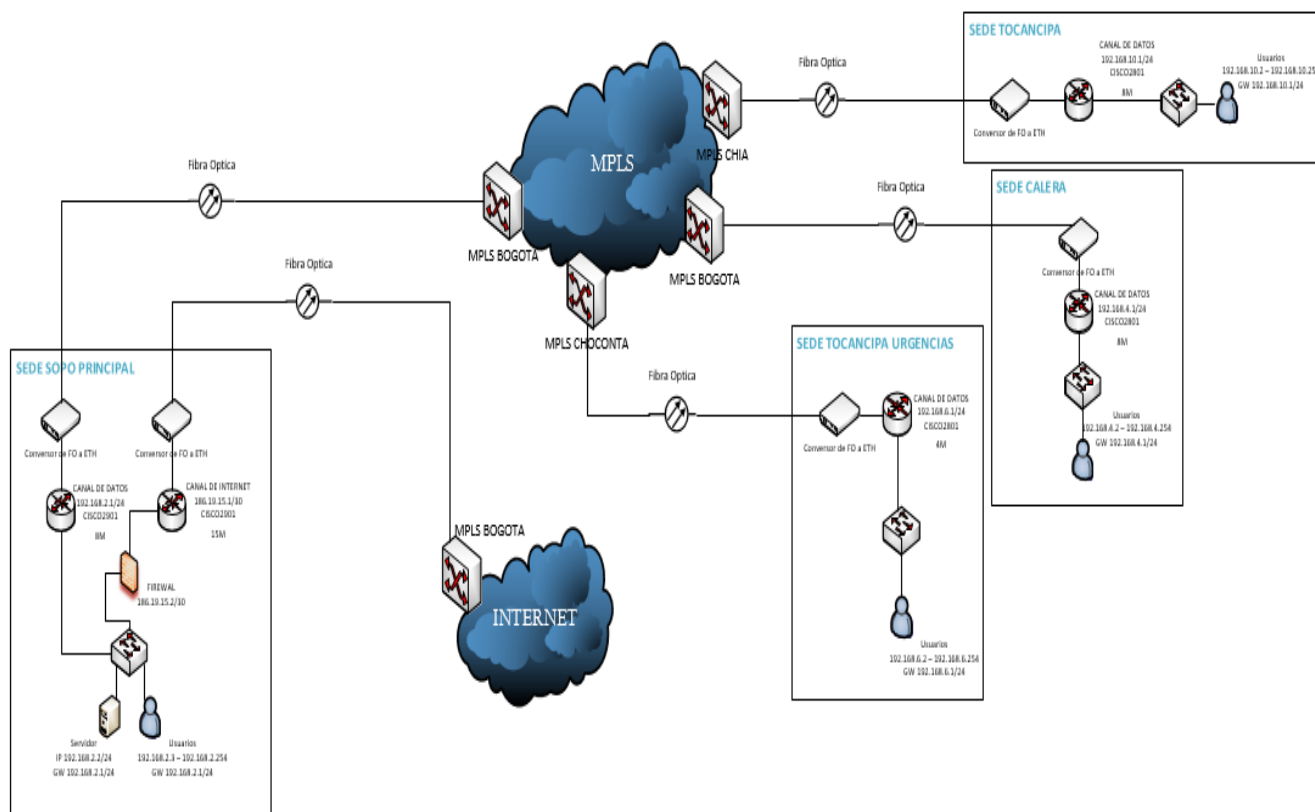 SEDE TOCANCIPA
CANAL DE DATOS
192.168.10.1/24
CISCO2801
8M
Usuarios
192.168.10.2 – 192.168.10.25
GW 192.168.10.1/24
Conversor de FO a ETH
Fibra Optica
MPLS CHIA
MPLS
Fibra Optica
MPLS BOGOTA
Fibra Optica
MPLS BOGOTA
SEDE CALERA
Conversor de FO a ETH
CANAL DE DATOS
192.168.4.1/24
CISCO2801
8M
Usuarios
192.168.4.2 – 192.168.4.254
GW 192.168.4.1/24
Fibra Optica
MPLS CHOCONTA
Fibra Optica
SEDE TOCANCIPA URGENCIAS
Conversor de FO a ETH
CANAL DE DATOS
192.168.6.1/24
CISCO2801
4M
Usuarios
192.168.6.2 – 192.168.6.254
GW 192.168.6.1/24
SEDE SOPO PRINCIPAL
Conversor de FO a ETH
Conversor de FO a ETH
CANAL DE DATOS
192.168.2.1/24
CISCO2901
8M
CANAL DE INTERNET
186.19.15.1/30
CISCO2901
15M
FIREWAL
186.19.15.2/30
Servidor
IP 192.168.2.2/24
GW 192.168.2.1/24
Usuarios
192.168.2.3 – 192.168.2.254
GW 192.168.2.1/24
MPLS BOGOTA
INTERNET